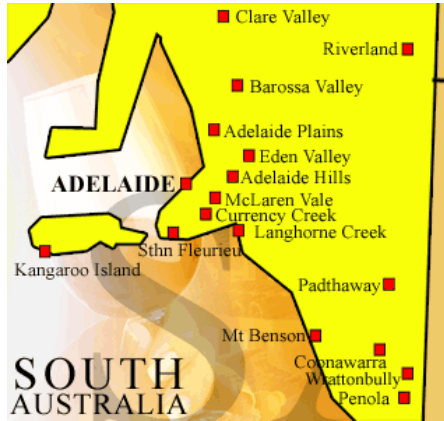 Clare Valley
Riverland
Barossa Valley
Adelaide Plains
Eden Valley
ADELAIDE
Adelaide Hills
McLaren Vale
Currency Creek
Sthn Fleurieu
Langhorne Creek
Kangaroo Island
Padthaway
Mt Benson
Coonawarra
Wrattonbully
Penola
SOUTH
AUSTRALIA